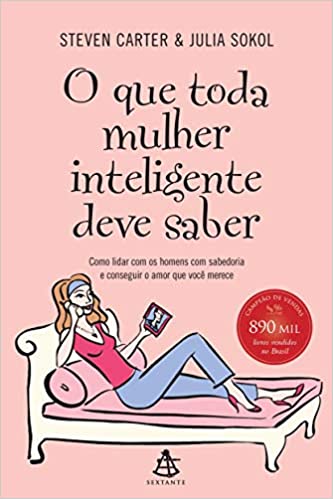 STEVEN CARTER & JULIA SOKOL
O que toda
mulher
inteligente
deve saber
Como lidar com os homens com sabedoria
e conseguir o amor que você merece
CAMPEÃO DE VENDAS
890 MIL
livros vendidos
no Brasil
SEXTANTE